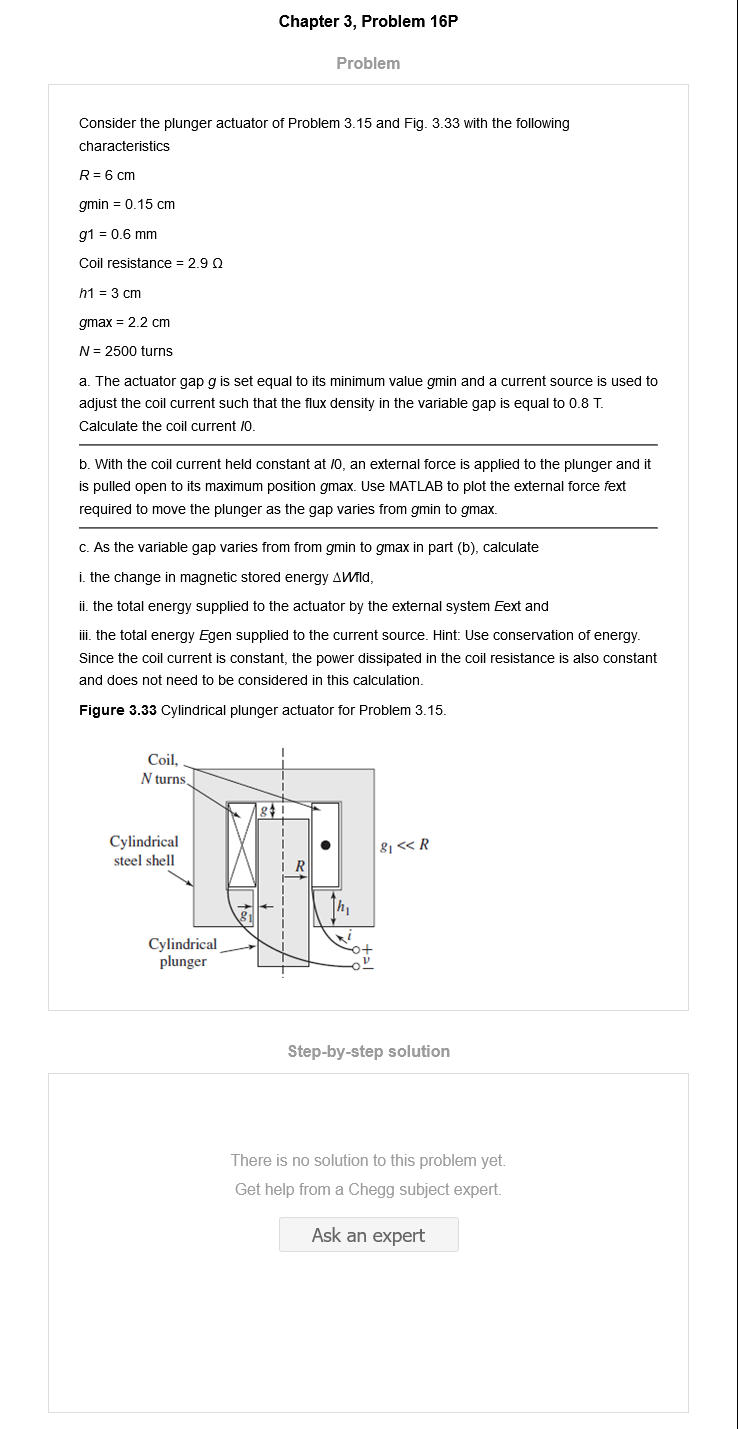 Chapter 3, Problem 16P
Problem
Consider the plunger actuator of Problem 3.15 and Fig. 3.33 with the following
characteristics
R = 6 cm
gmin = 0.15 cm
g1 = 0.6 mm
Coil resistance = 2.9 Ω
h1 = 3 cm
gmax = 2.2 cm
N = 2500 turns
a. The actuator gap g is set equal to its minimum value gmin and a current source is used to
adjust the coil current such that the flux density in the variable gap is equal to 0.8 T.
Calculate the coil current I0.
b. With the coil current held constant at I0, an external force is applied to the plunger and it
is pulled open to its maximum position gmax. Use MATLAB to plot the external force fext
required to move the plunger as the gap varies from gmin to gmax.
c. As the variable gap varies from from gmin to gmax in part (b), calculate
i. the change in magnetic stored energy ΔWfld,
ii. the total energy supplied to the actuator by the external system Eext and
iii. the total energy Egen supplied to the current source. Hint: Use conservation of energy.
Since the coil current is constant, the power dissipated in the coil resistance is also constant
and does not need to be considered in this calculation.
Figure 3.33 Cylindrical plunger actuator for Problem 3.15.
Coil,
N turns
g
Cylindrical
steel shell
g₁ << R
R
h₁
g₁
i
Cylindrical
plunger
+
v
−
Step-by-step solution
There is no solution to this problem yet.
Get help from a Chegg subject expert.
Ask an expert